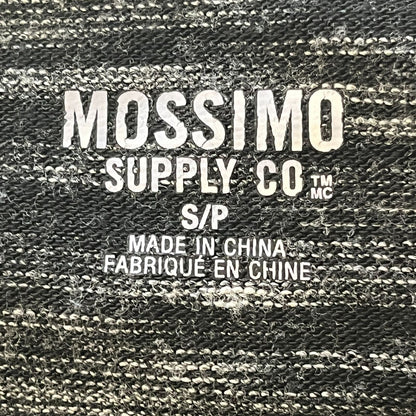 MOSSIMO
SUPPLY CO ™ MC
S/P
MADE IN CHINA
FABRIQUÉ EN CHINE